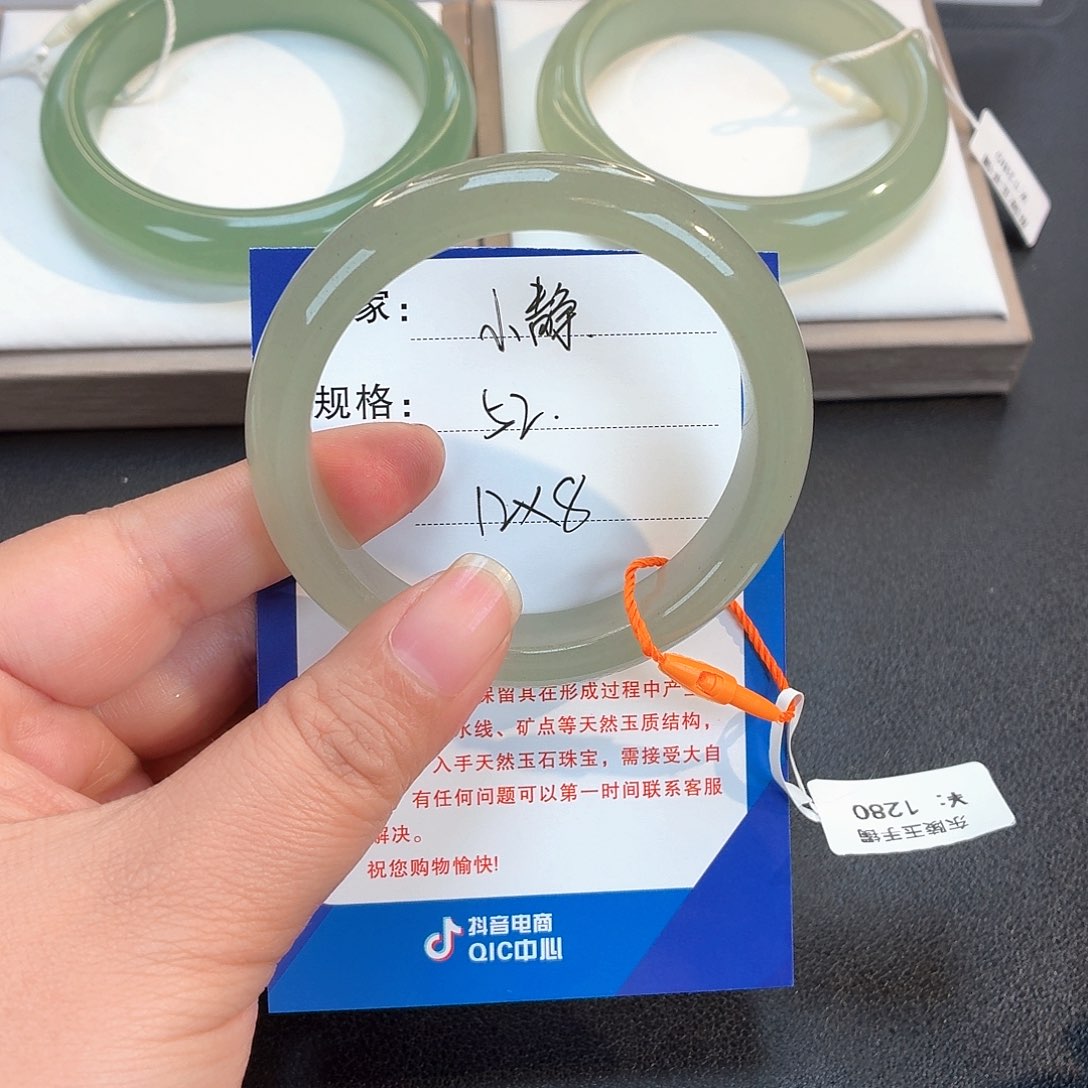 家：小静.
规格：52.
12X8
保留其在形成过程中产生
水线、矿点等天然玉质结构，
入手天然玉石珠宝，需接受大自
有任何问题可以第一时间联系客服
解决。
祝您购物愉快!
抖音电商
QIC中心
东陵玉手镯
1280